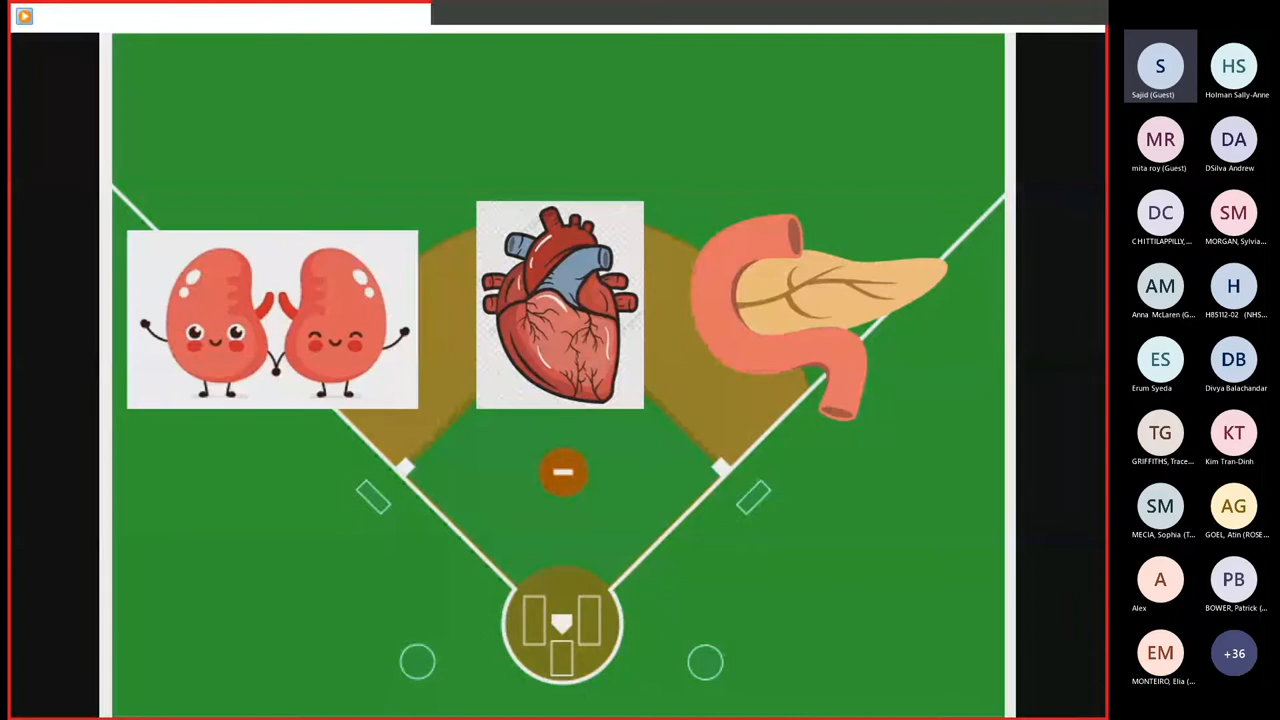 S
HS
Sajid (Guest)
Holman Sally-Anne
MR
DA
mita roy (Guest)
DSilva Andrew
DC
SM
CHITTILAPPILLY,...
MORGAN, Sylvia...
AM
H
Anna McLaren (G...
H85112-02 (NHS...
ES
DB
Erum Syeda
Divya Balachandar
TG
KT
GRIFFITHS, Trace...
Kim Tran-Dinh
SM
AG
MECIA, Sophia (T...
GOEL, Atin (ROSE...
A
PB
Alex
BOWER, Patrick (...
EM
+36
MONTEIRO, Elia (...